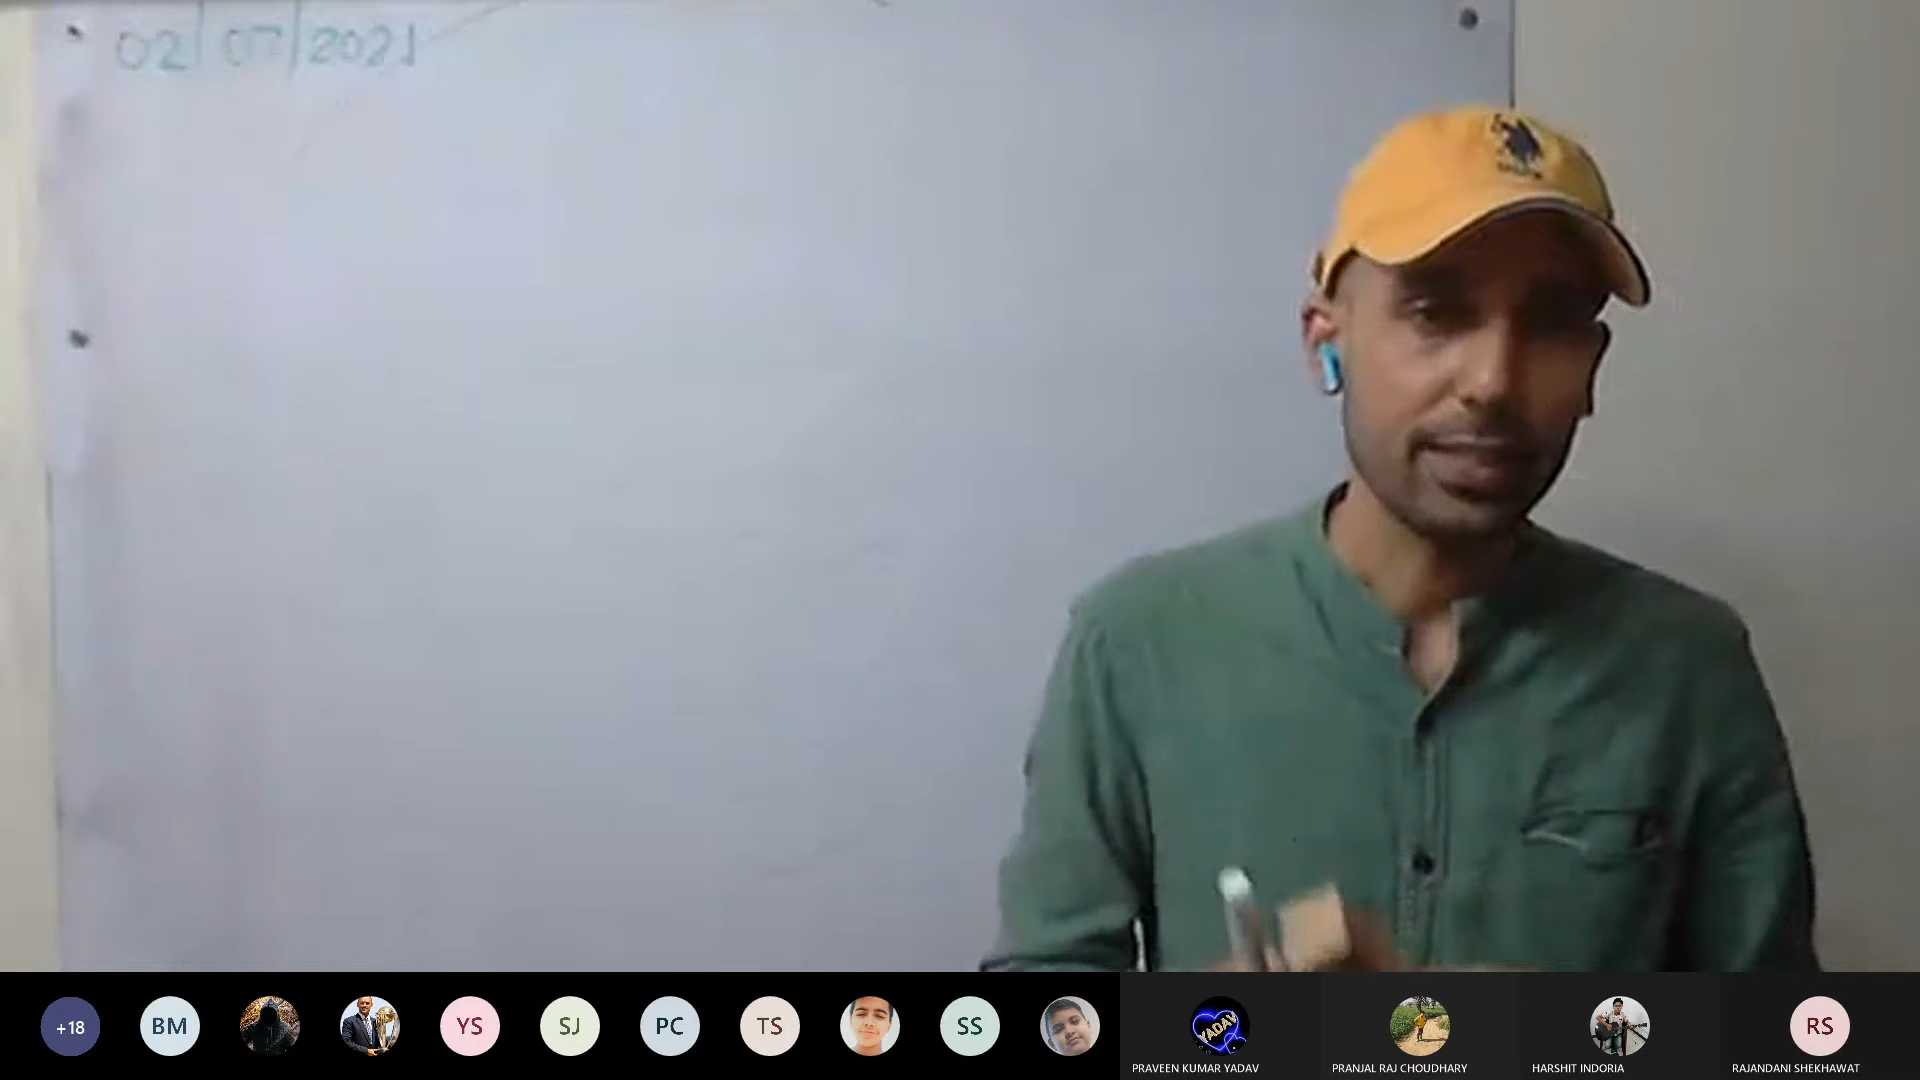 02/07/2021
+18
BM
YS
SJ
PC
TS
SS
YADAV
RS
PRAVEEN KUMAR YADAV
PRANJAL RAJ CHOUDHARY
HARSHIT INDORIA
RAJANDANI SHEKHAWAT